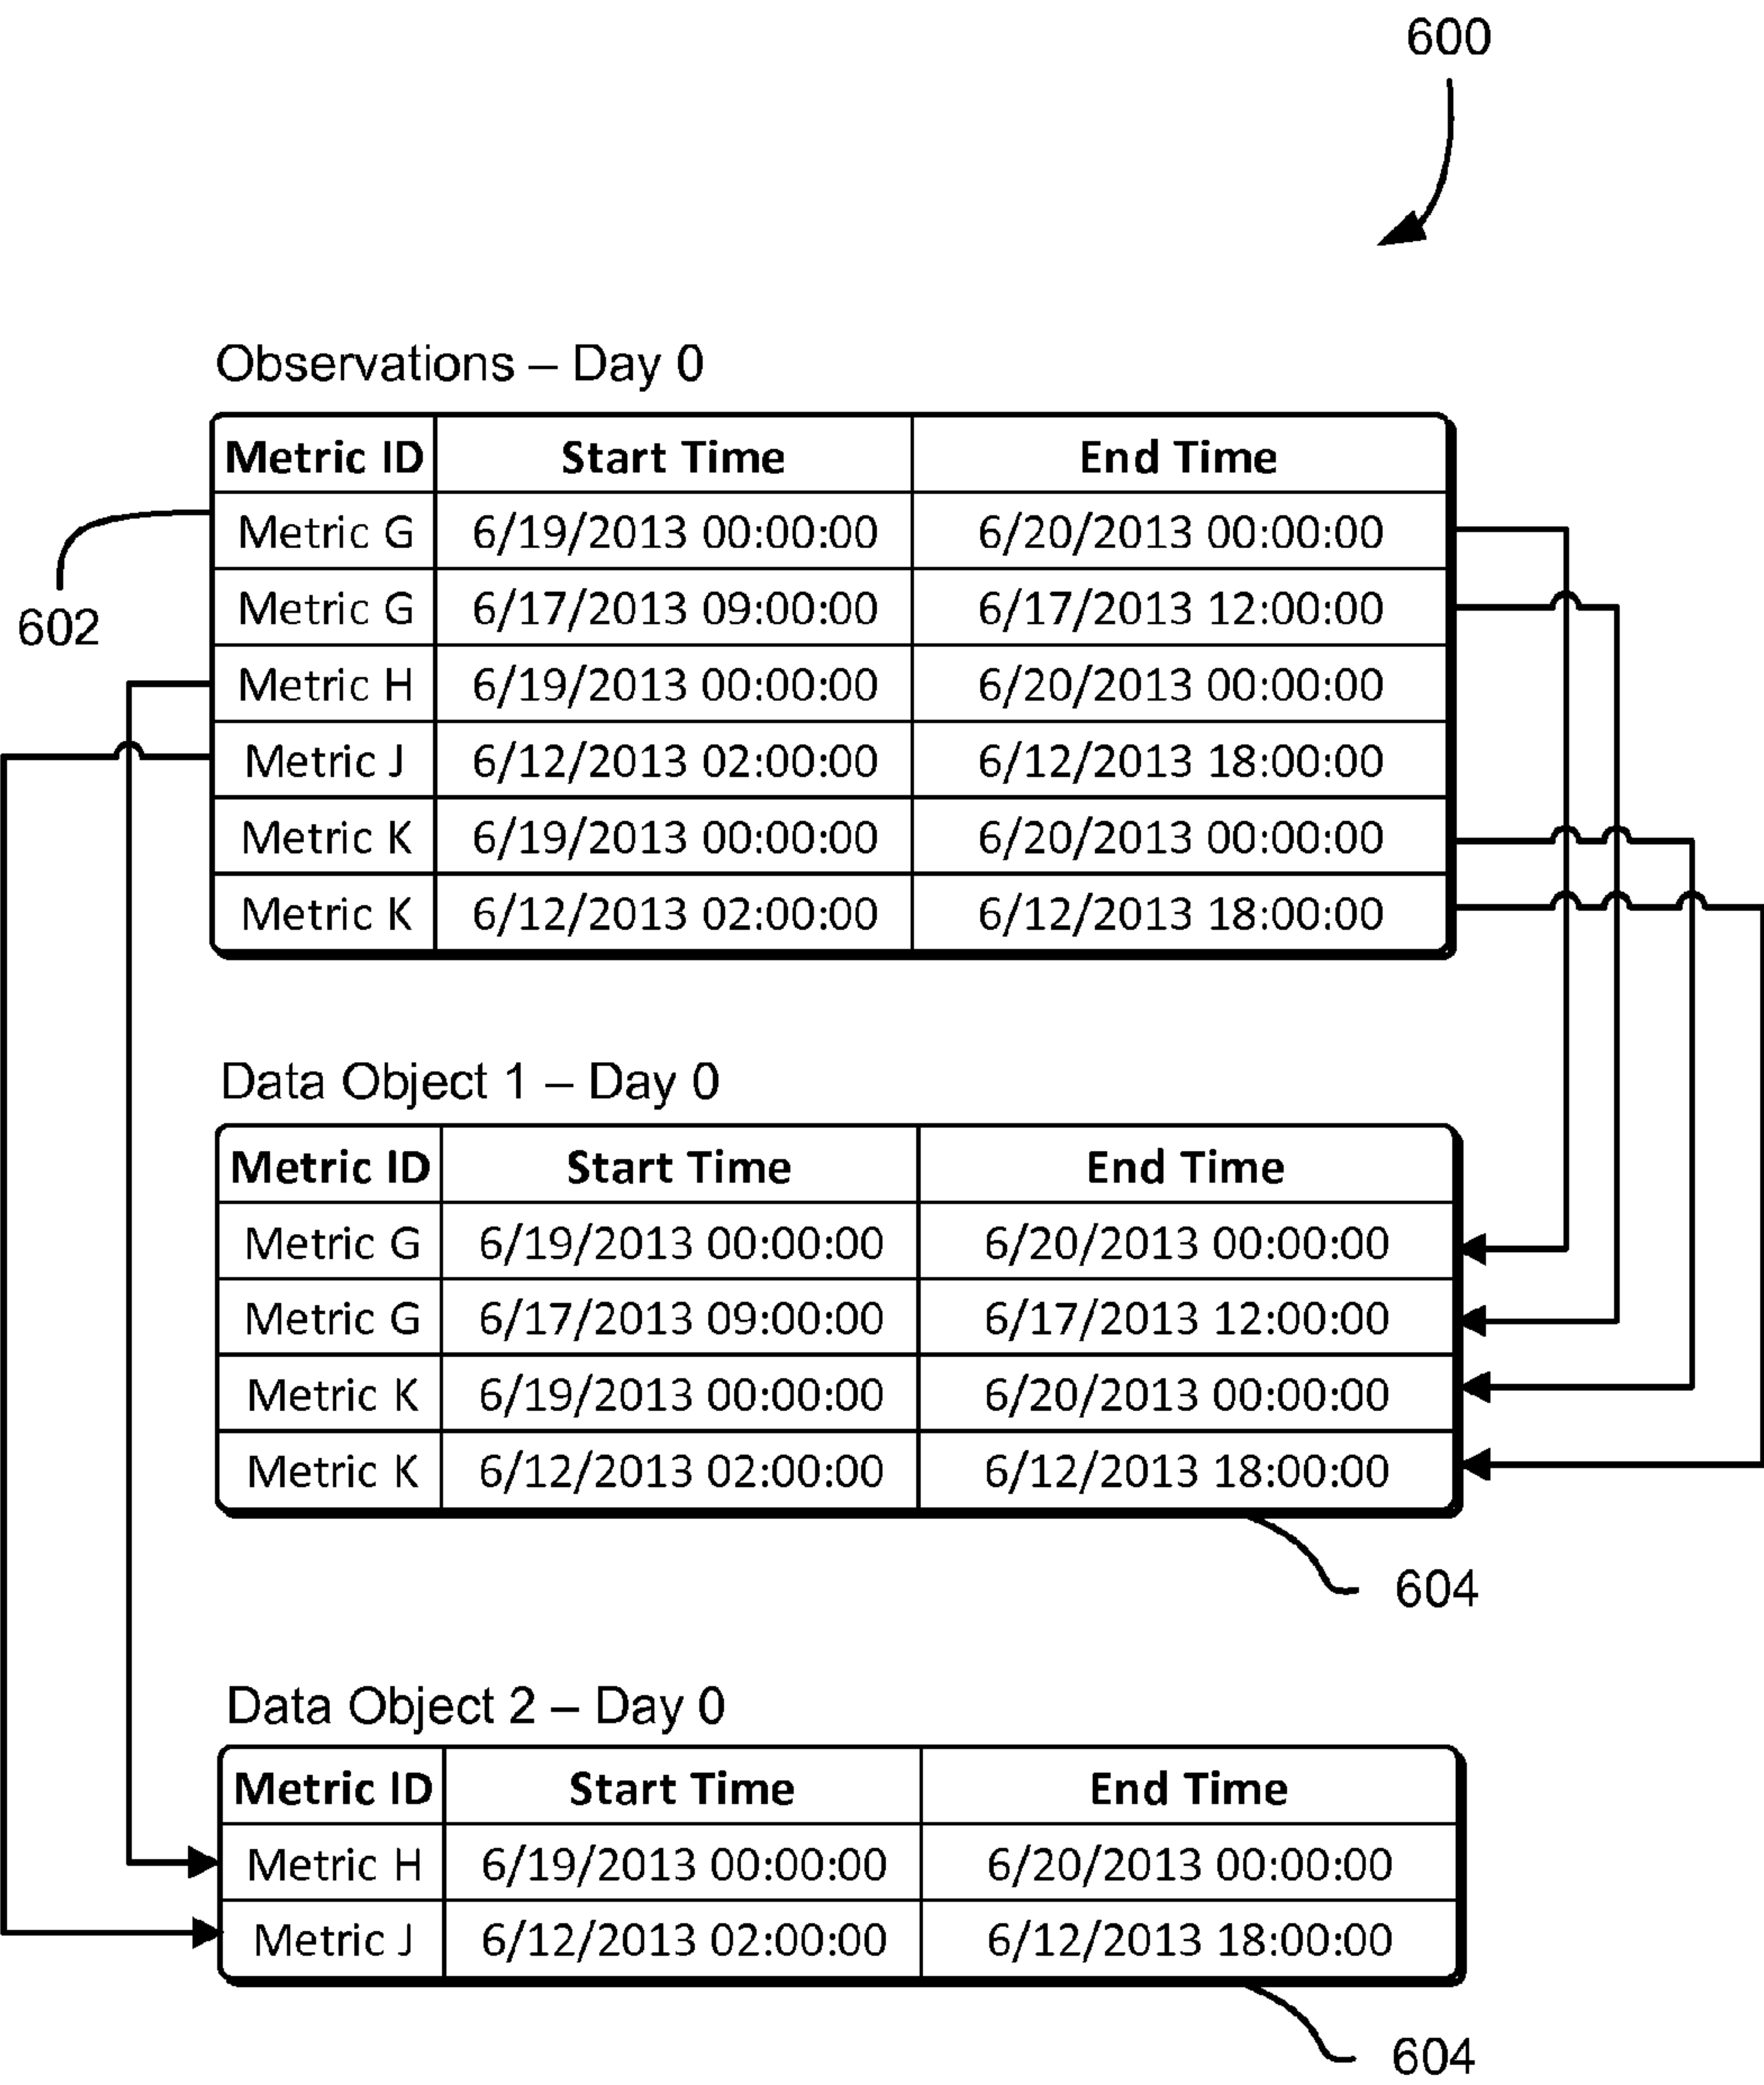 600
Observations – Day 0
Metric ID Start Time End Time
Metric G 6/19/2013 00:00:00 6/20/2013 00:00:00
Metric G 6/17/2013 09:00:00 6/17/2013 12:00:00
602
Metric H 6/19/2013 00:00:00 6/20/2013 00:00:00
Metric J 6/12/2013 02:00:00 6/12/2013 18:00:00
Metric K 6/19/2013 00:00:00 6/20/2013 00:00:00
Metric K 6/12/2013 02:00:00 6/12/2013 18:00:00
Data Object 1 – Day 0
Metric ID Start Time End Time
Metric G 6/19/2013 00:00:00 6/20/2013 00:00:00
Metric G 6/17/2013 09:00:00 6/17/2013 12:00:00
Metric K 6/19/2013 00:00:00 6/20/2013 00:00:00
Metric K 6/12/2013 02:00:00 6/12/2013 18:00:00
604
Data Object 2 – Day 0
Metric ID Start Time End Time
Metric H 6/19/2013 00:00:00 6/20/2013 00:00:00
Metric J 6/12/2013 02:00:00 6/12/2013 18:00:00
604